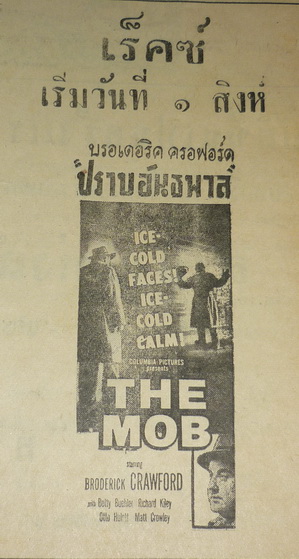 เร็คซ์
เริ่มวันที่ ๑ สิงห์
บรอเดอริค ครอฟอร์ด
ปราบอันธพาล
ICE-
COLD
FACES!
ICE-
COLD
CALM!
COLUMBIA PICTURES
presents
THE
MOB
starring
BRODERICK CRAWFORD
with Betty Buehler Richard Kiley
Otto Hulett Matt Crowley